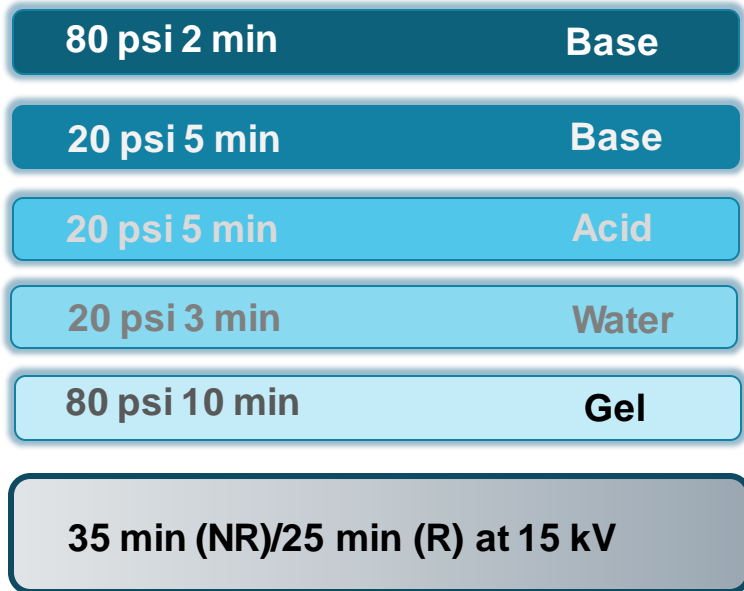 80 psi 2 min Base
20 psi 5 min Base
20 psi 5 min Acid
20 psi 3 min Water
80 psi 10 min Gel
35 min (NR)/25 min (R) at 15 kV